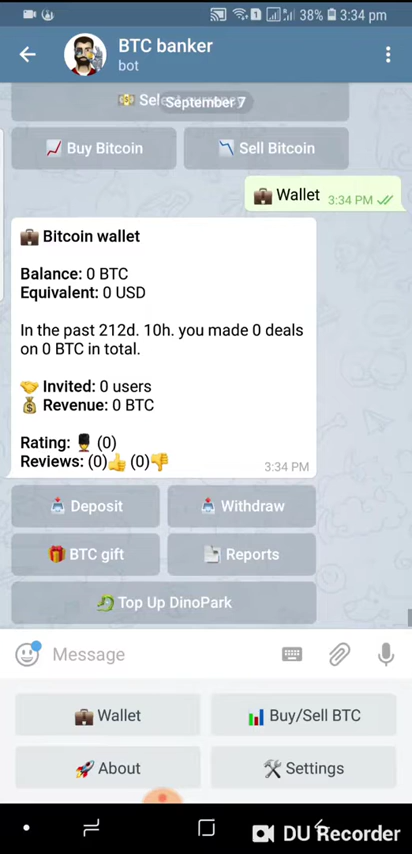 38% 3:34 pm
BTC banker
bot
September 7
Buy Bitcoin
Sell Bitcoin
Wallet 3:34 PM
Bitcoin wallet
Balance: 0 BTC
Equivalent: 0 USD
In the past 212d. 10h. you made 0 deals
on 0 BTC in total.
Invited: 0 users
Revenue: 0 BTC
Rating: (0)
Reviews: (0) (0)
3:34 PM
Deposit
Withdraw
BTC gift
Reports
Top Up DinoPark
Message
Wallet
Buy/Sell BTC
About
Settings
DU Recorder